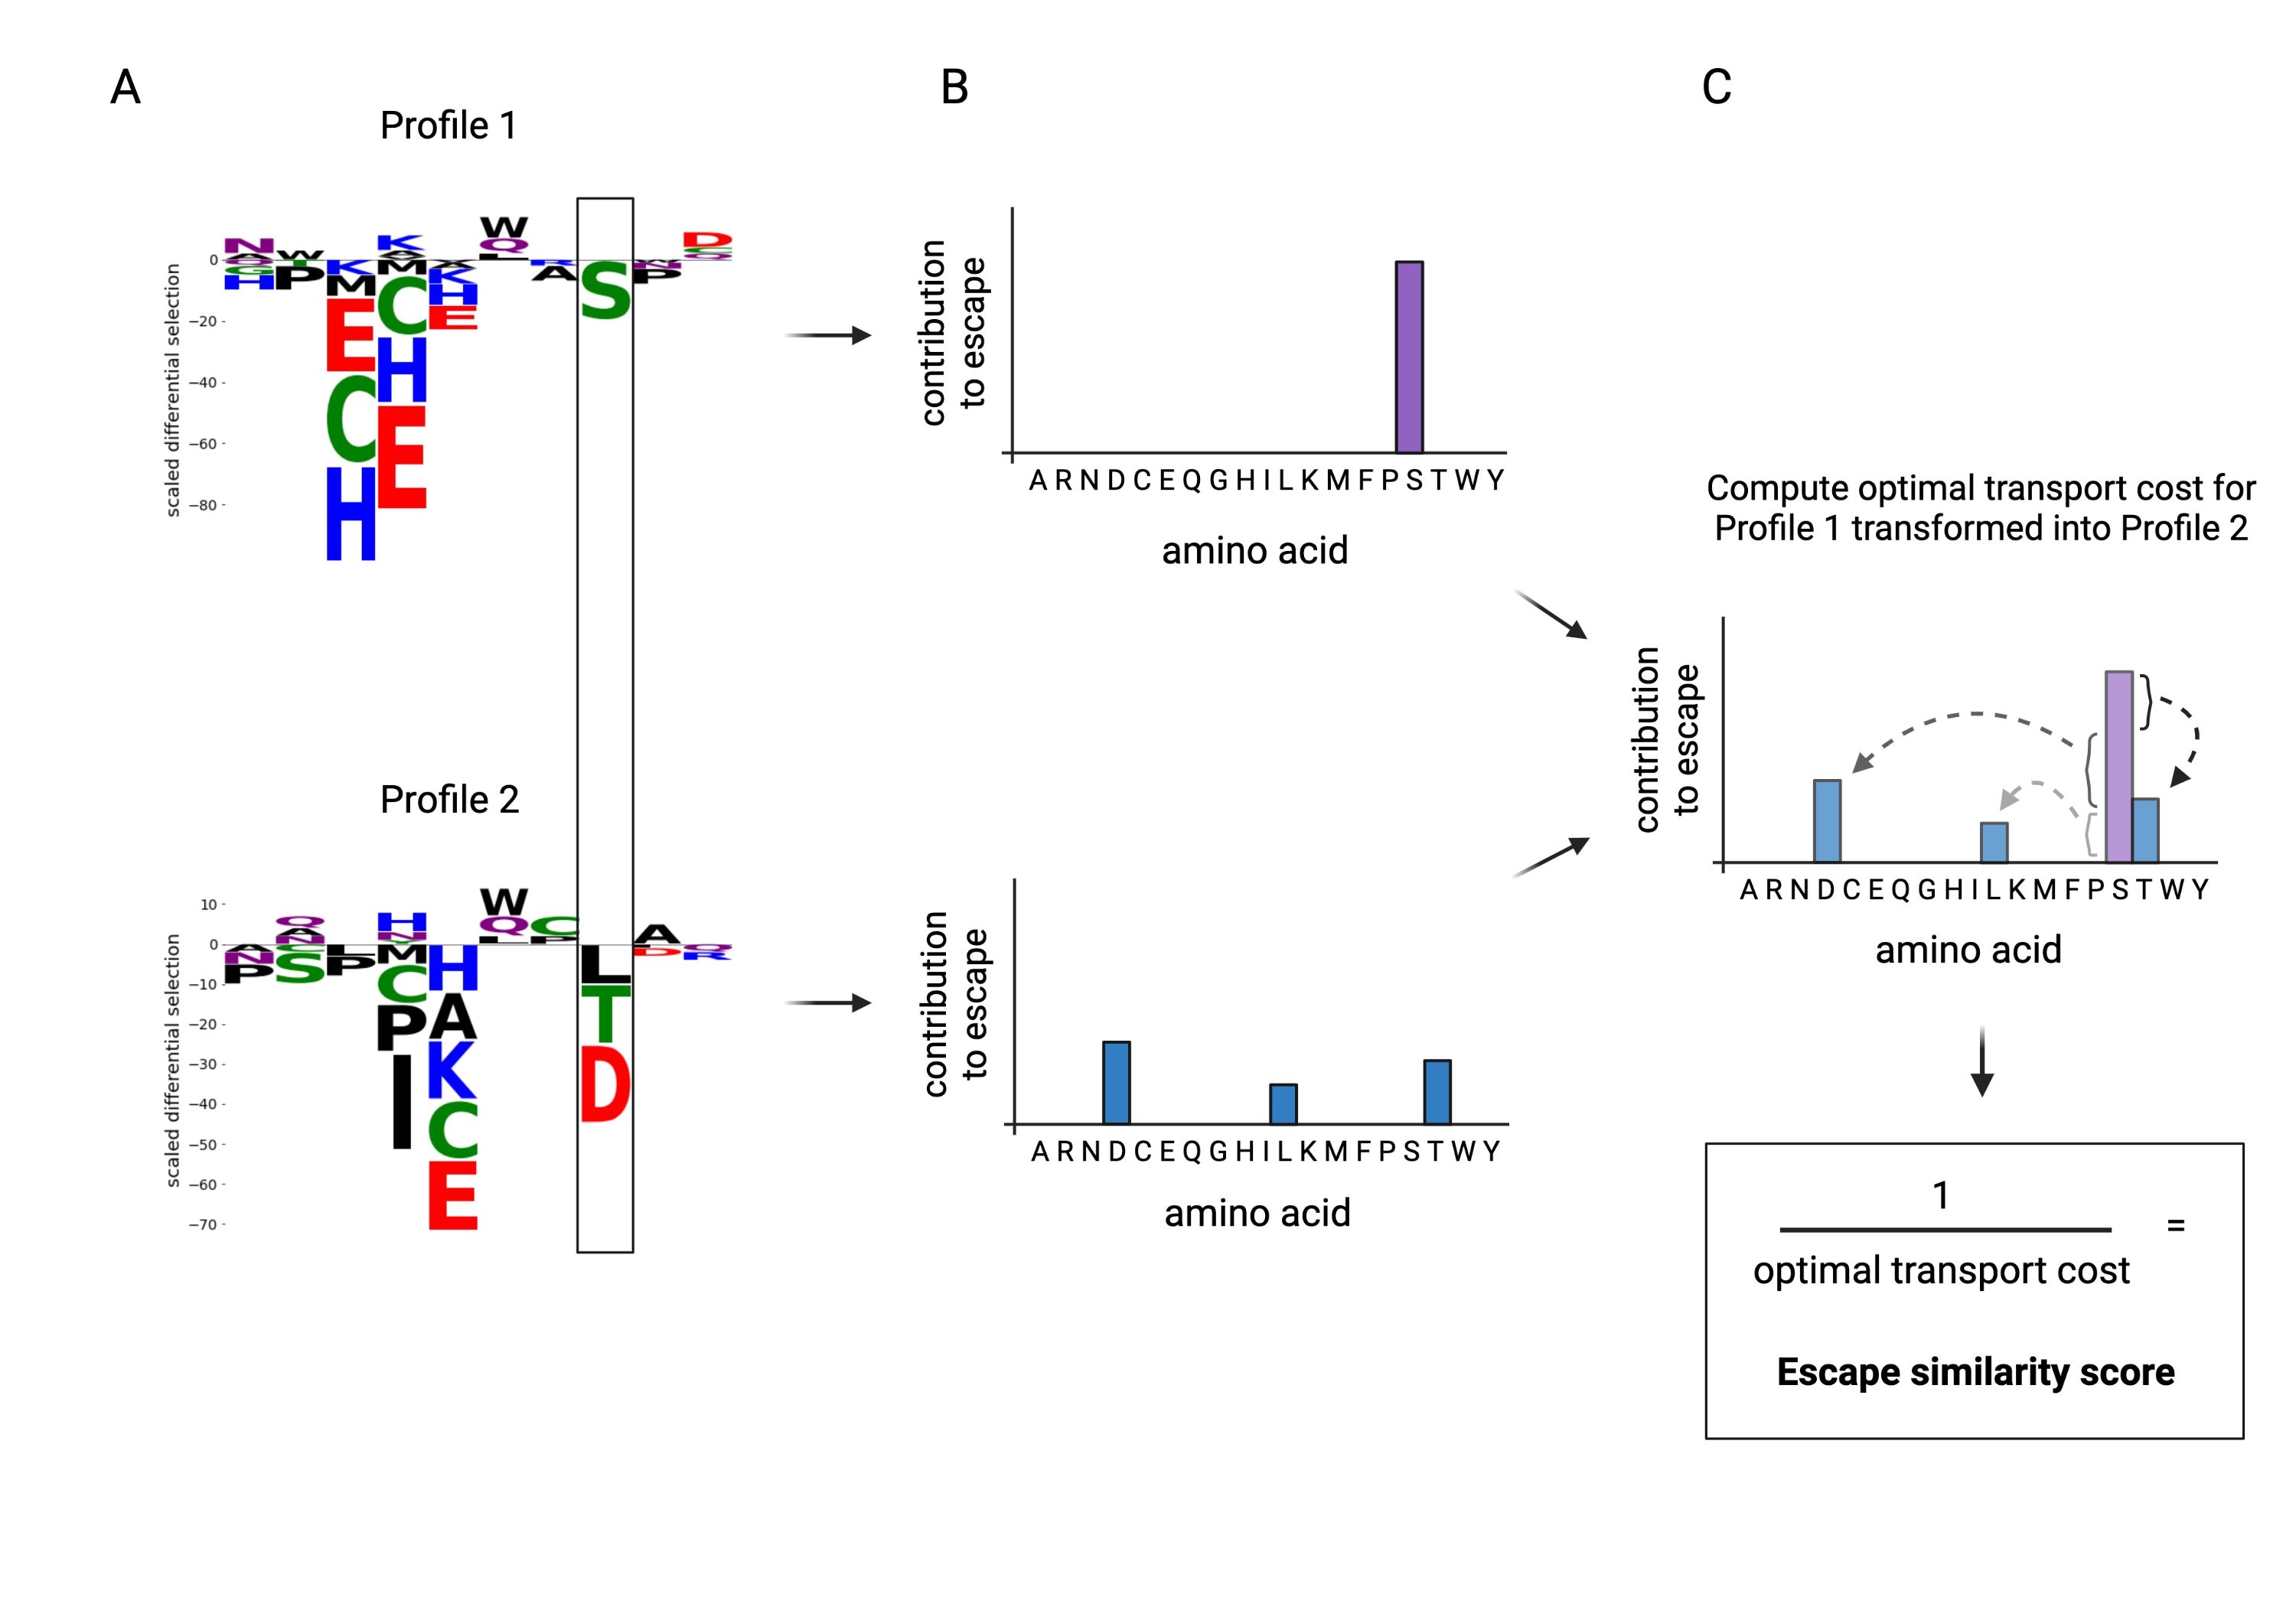 A
B
C
Profile 1
scaled differential selection
0
−20
−40
−60
−80
N
A
G
H
W
T
P
K
M
E
C
H
K
A
M
C
H
E
A
K
H
E
W
Q
L
R
A
S
W
N
P
D
C
Q
contribution
to escape
A R N D C E Q G H I L K M F P S T W Y
amino acid
Compute optimal transport cost for
Profile 1 transformed into Profile 2
contribution
to escape
A R N D C E Q G H I L K M F P S T W Y
amino acid
Profile 2
scaled differential selection
10
0
−10
−20
−30
−40
−50
−60
−70
A
N
P
Q
A
N
C
S
L
P
H
N
M
C
P
I
H
A
K
C
E
W
Q
L
C
P
L
T
D
A
D
Q
R
contribution
to escape
A R N D C E Q G H I L K M F P S T W Y
amino acid
1
=
optimal transport cost
Escape similarity score